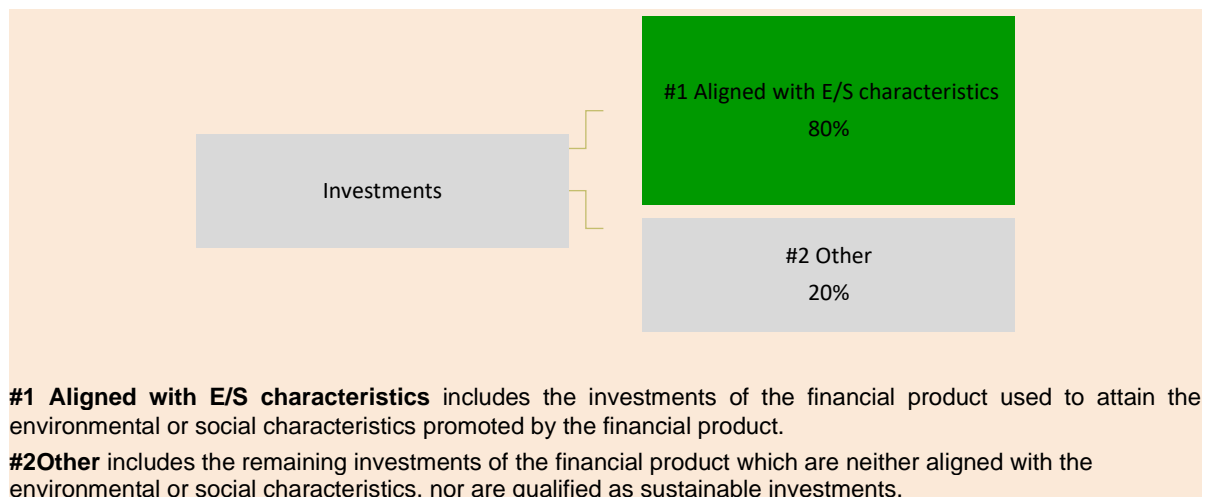 #1 Aligned with E/S characteristics
80%
Investments
#2 Other
20%
#1 Aligned with E/S characteristics includes the investments of the financial product used to attain the
environmental or social characteristics promoted by the financial product.
#2Other includes the remaining investments of the financial product which are neither aligned with the
environmental or social characteristics, nor are qualified as sustainable investments.